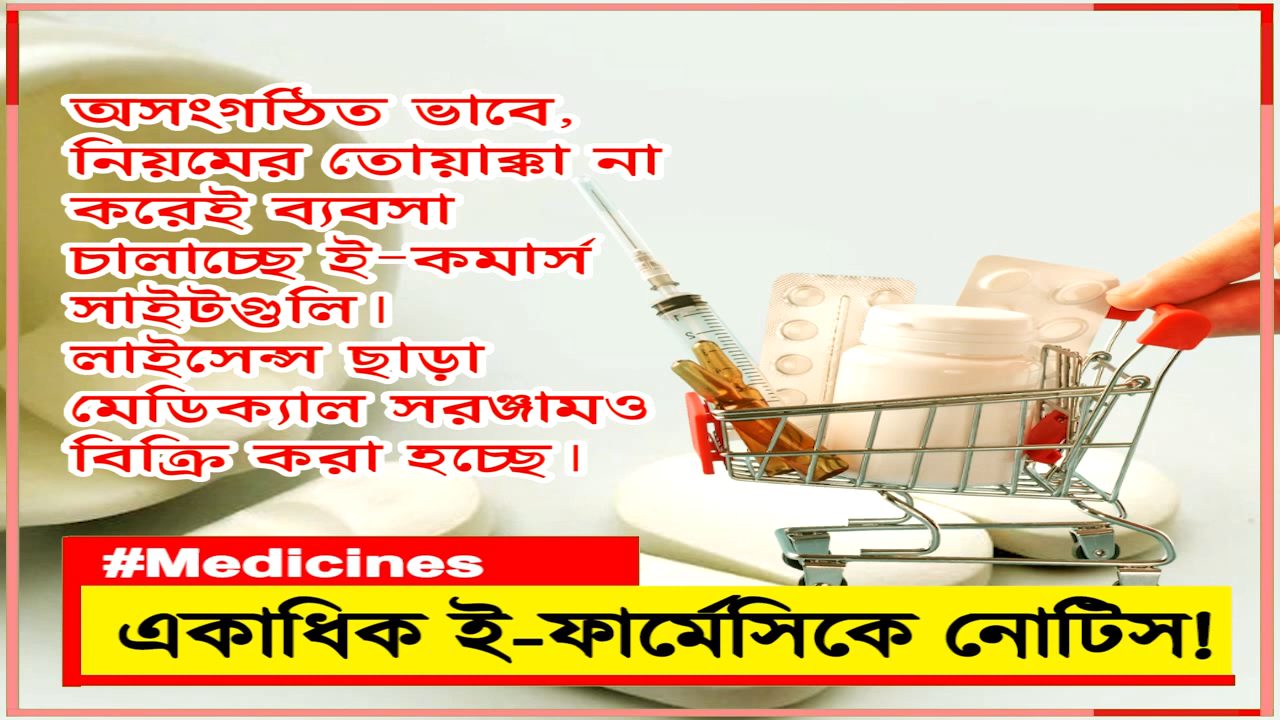 অসংগঠিত ভাবে,
নিয়মের তোয়াক্কা না
করেই ব্যবসা
চালাচ্ছে ই-কমার্স
সাইটগুলি।
লাইসেন্স ছাড়া
মেডিক্যাল সরঞ্জামও
বিক্রি করা হচ্ছে।
#Medicines
একাধিক ই-ফার্মেসিকে নোটিস!